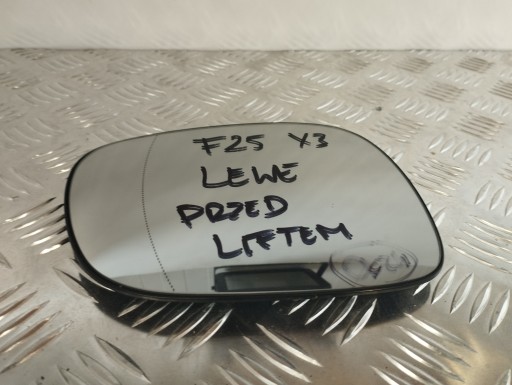 F25 X3
LEWE
PRZED
LIFTEM